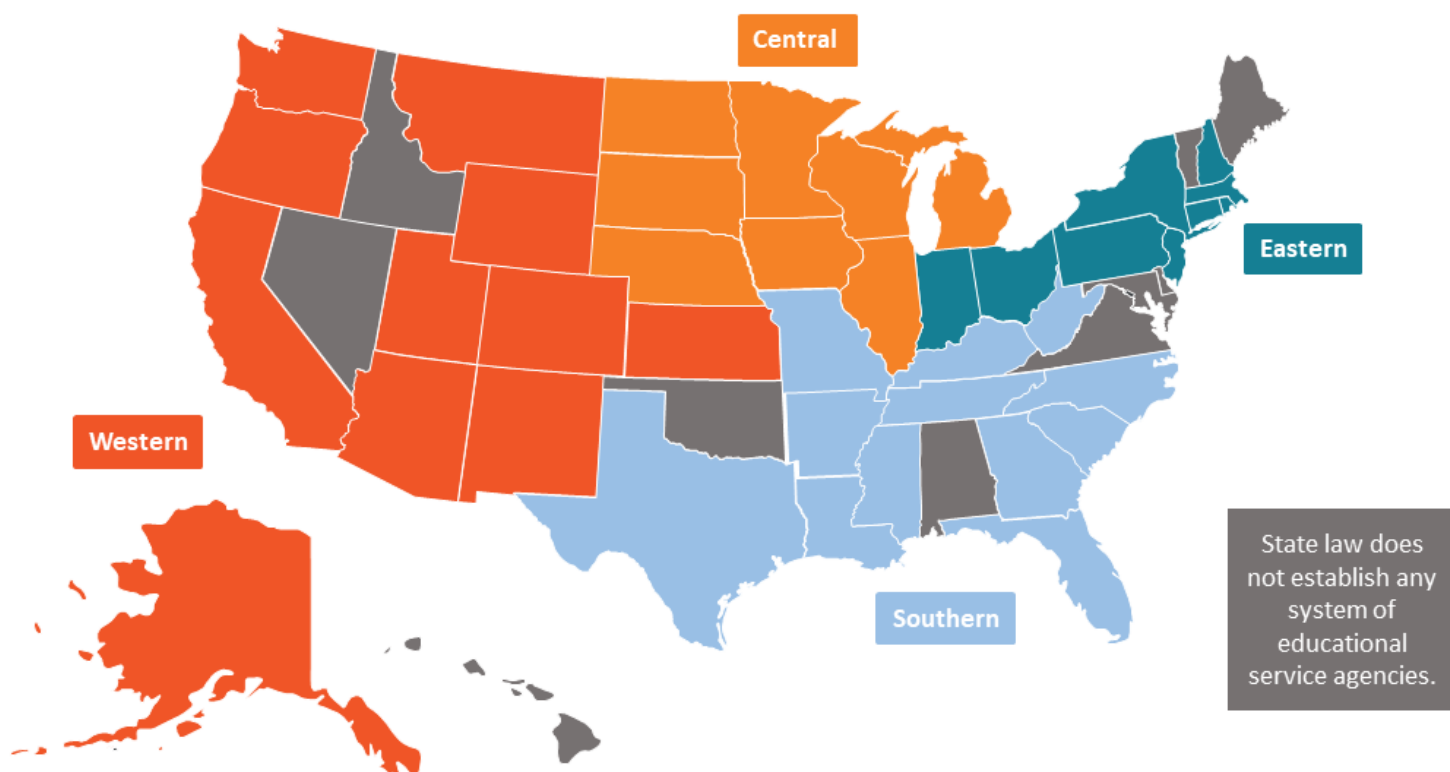 Central
Eastern
Western
Southern
State law does
not establish any
system of
educational
service agencies.